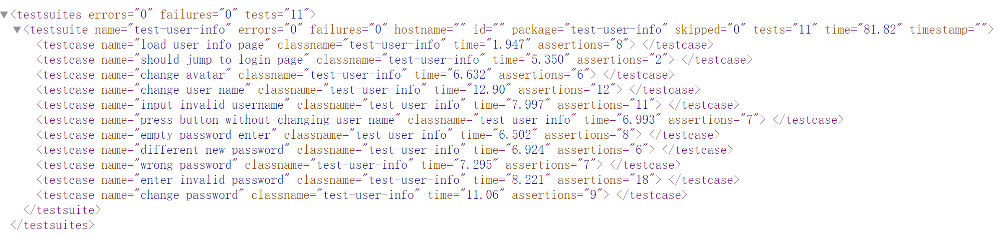 ▼<testsuites errors="0" failures="0" tests="11">
▼<testsuite name="test-user-info" errors="0" failures="0" hostname="" id="" package="test-user-info" skipped="0" tests="11" time="81.82" timestamp="">
<testcase name="load user info page" classname="test-user-info" time="1.947" assertions="8"> </testcase>
<testcase name="should jump to login page" classname="test-user-info" time="5.350" assertions="2"> </testcase>
<testcase name="change avatar" classname="test-user-info" time="6.632" assertions="6"> </testcase>
<testcase name="change user name" classname="test-user-info" time="12.90" assertions="12"> </testcase>
<testcase name="input invalid username" classname="test-user-info" time="7.997" assertions="11"> </testcase>
<testcase name="press button without changing user name" classname="test-user-info" time="6.993" assertions="7"> </testcase>
<testcase name="empty password enter" classname="test-user-info" time="6.502" assertions="8"> </testcase>
<testcase name="different new password" classname="test-user-info" time="6.924" assertions="6"> </testcase>
<testcase name="wrong password" classname="test-user-info" time="7.295" assertions="7"> </testcase>
<testcase name="enter invalid password" classname="test-user-info" time="8.221" assertions="18"> </testcase>
<testcase name="change password" classname="test-user-info" time="11.06" assertions="9"> </testcase>
</testsuite>
</testsuites>